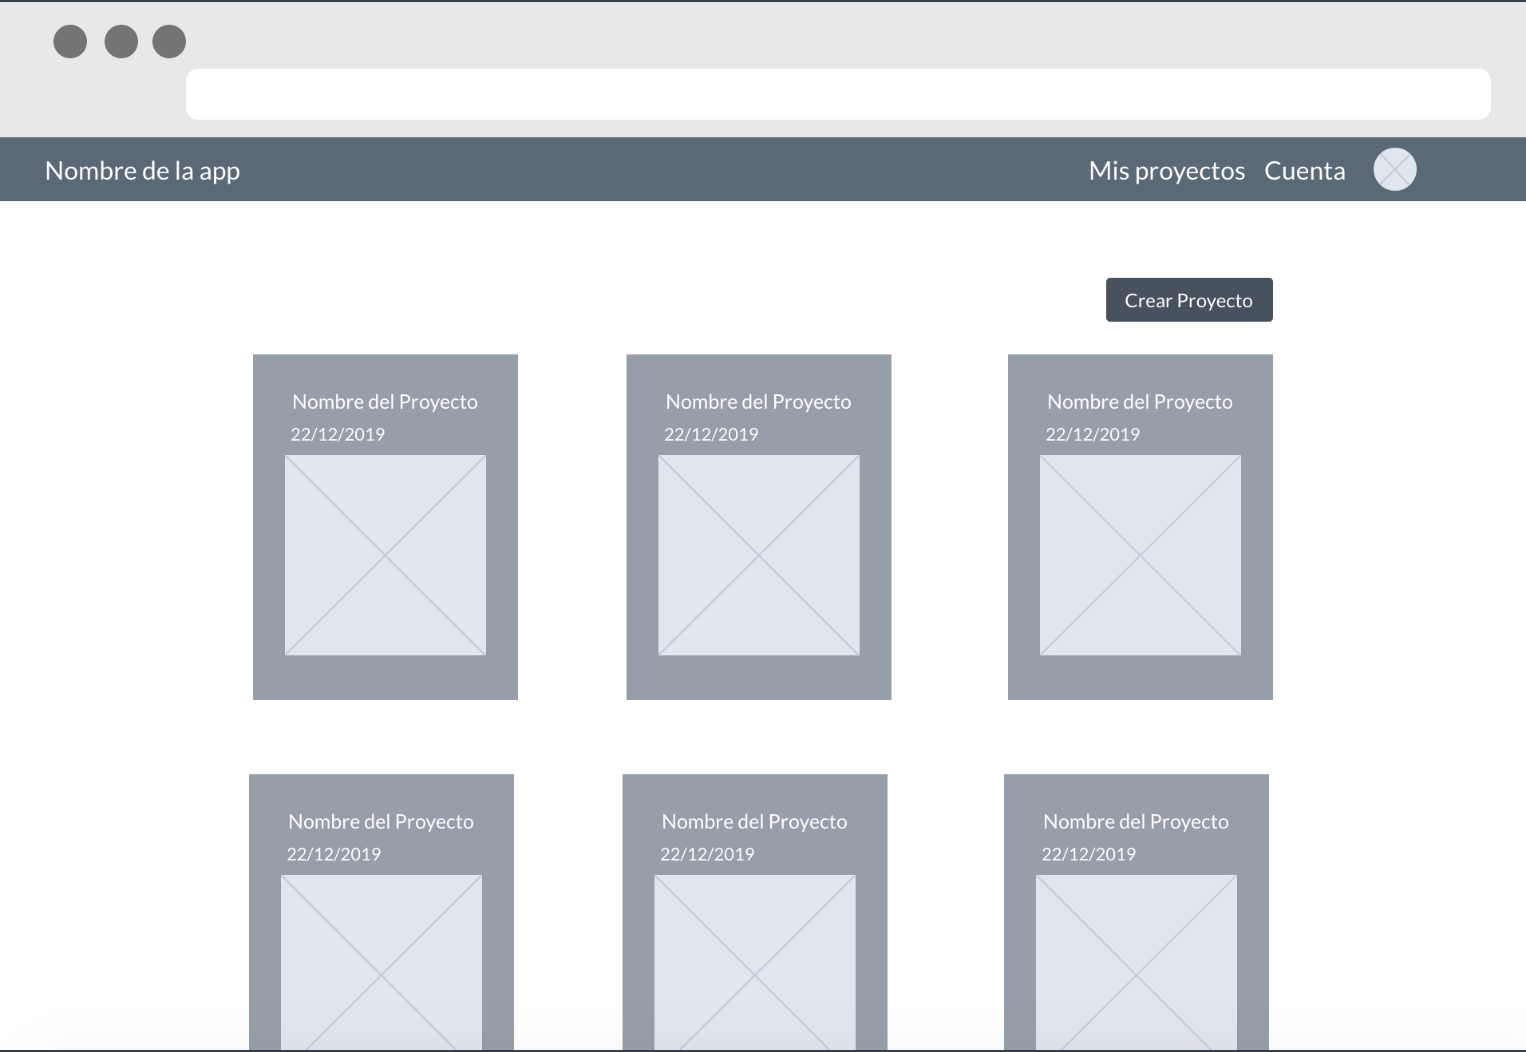 Nombre de la app
Mis proyectos
Cuenta
Crear Proyecto
Nombre del Proyecto
22/12/2019
Nombre del Proyecto
22/12/2019
Nombre del Proyecto
22/12/2019
Nombre del Proyecto
22/12/2019
Nombre del Proyecto
22/12/2019
Nombre del Proyecto
22/12/2019